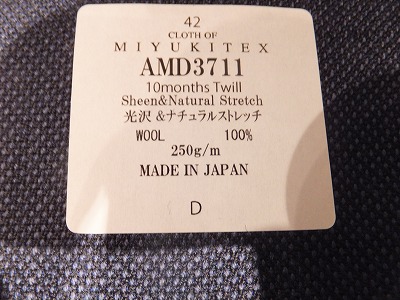 42
CLOTH OF
MIYUKITEX
AMD3711
10months Twill
Sheen&Natural Stretch
光沢 &ナチュラルストレッチ
WOOL 100%
250g/m
MADE IN JAPAN
D